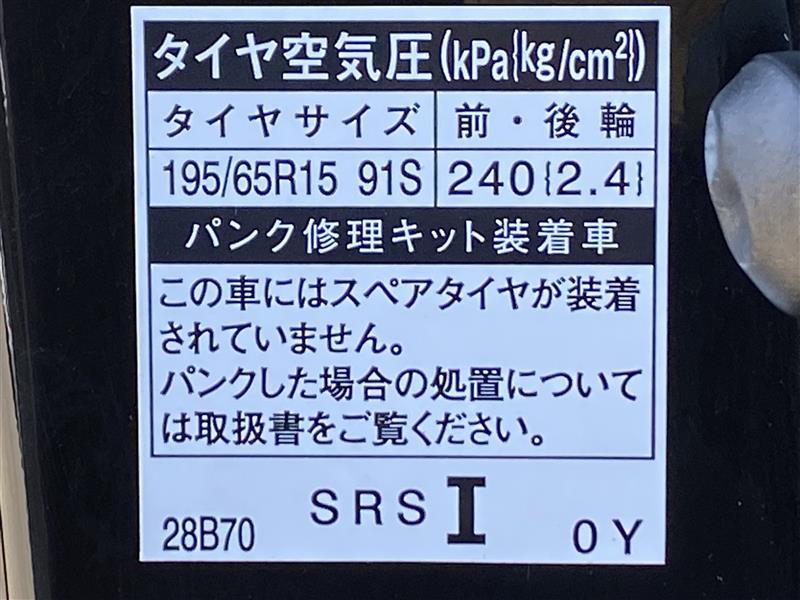 タイヤ空気圧(kPa{kg/cm²})
タイヤサイズ 前・後輪
195/65R15 91S 240{2.4}
パンク修理キット装着車
この車にはスペアタイヤが装着
されていません。
パンクした場合の処置について
は取扱書をご覧ください。
28B70 SRS I 0Y